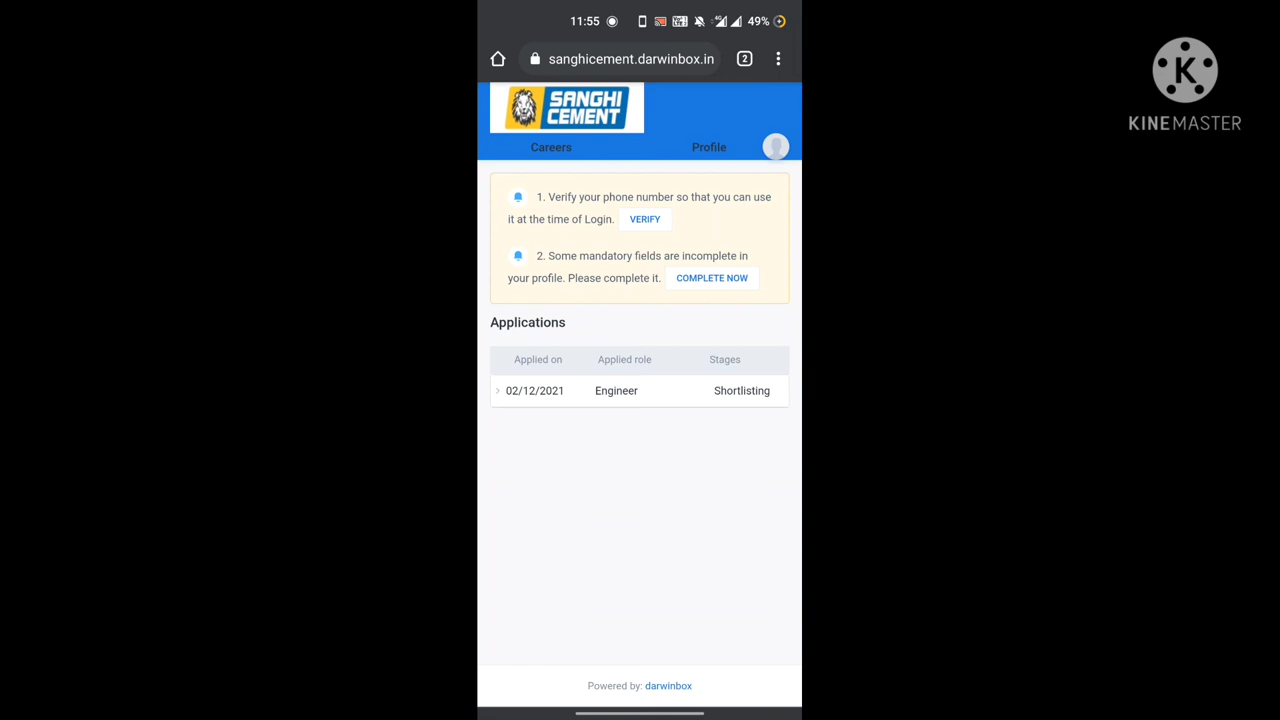 11:55
49%
sanghicement.darwinbox.in
2
SANGHI
CEMENT
Careers
Profile
1. Verify your phone number so that you can use
it at the time of Login.
VERIFY
2. Some mandatory fields are incomplete in
your profile. Please complete it.
COMPLETE NOW
Applications
Applied on
Applied role
Stages
02/12/2021
Engineer
Shortlisting
Powered by: darwinbox
K
KINEMASTER